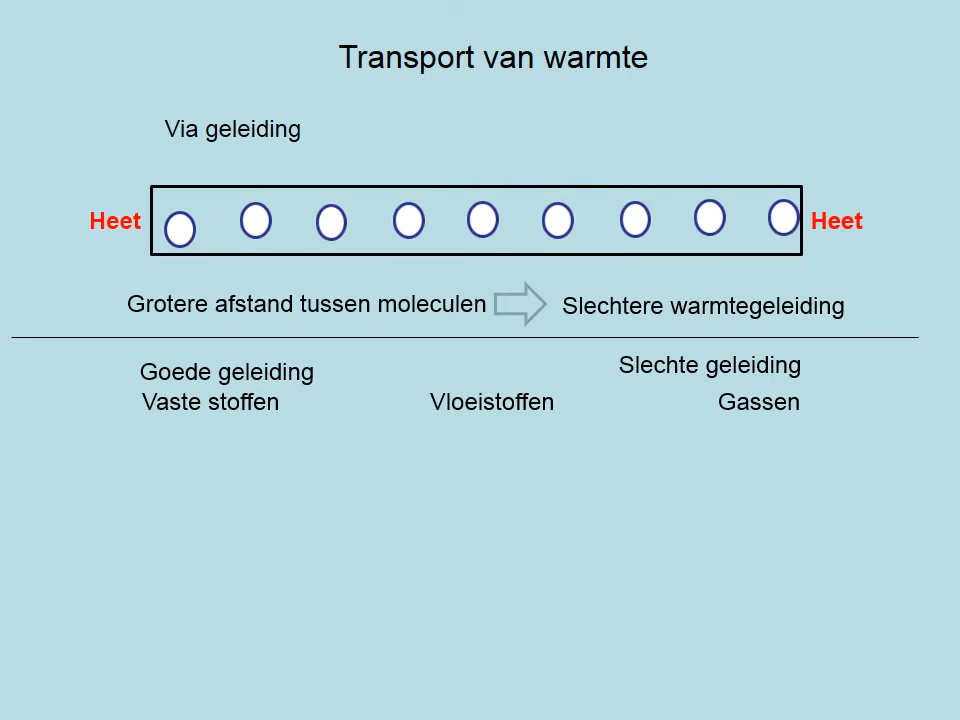 Transport van warmte
Via geleiding
Heet
Heet
Grotere afstand tussen moleculen
Slechtere warmtegeleiding
Goede geleiding
Slechte geleiding
Vaste stoffen
Vloeistoffen
Gassen